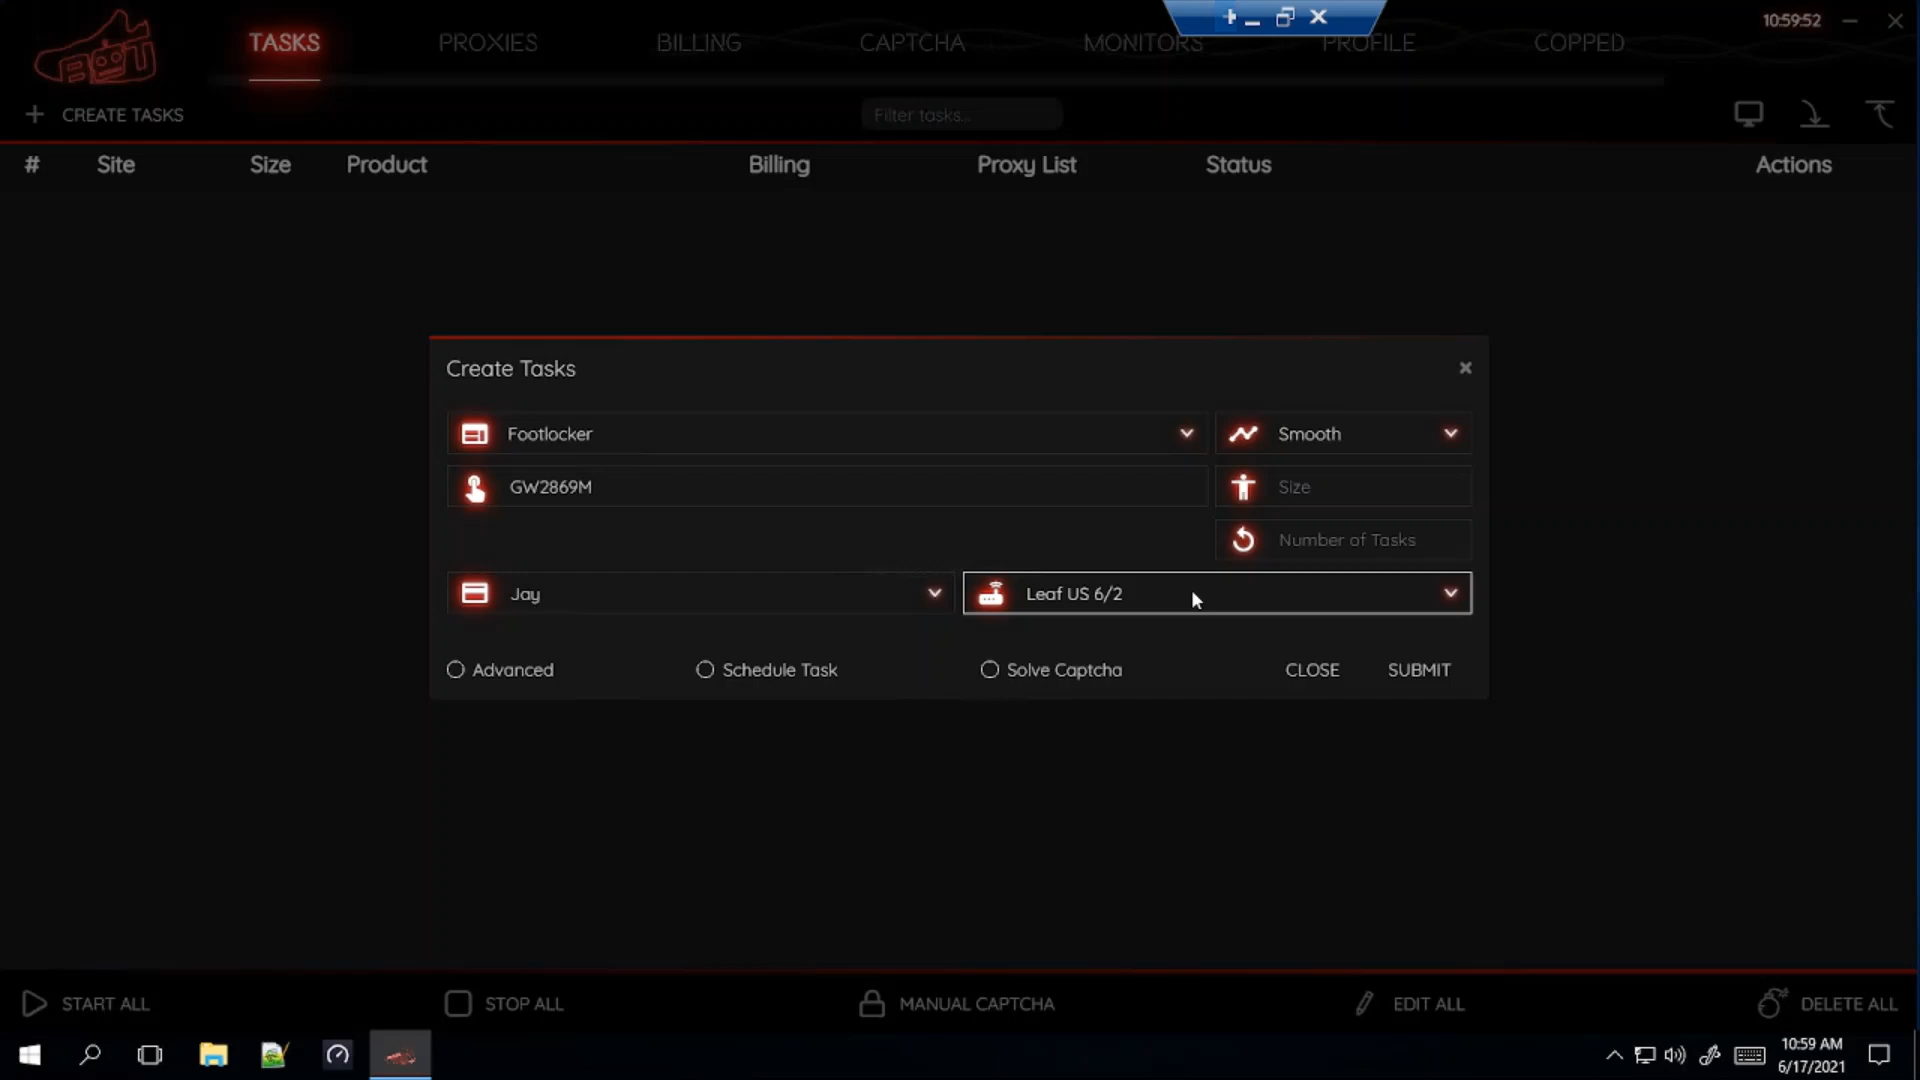 10:59:52
TASKS PROXIES BILLING CAPTCHA MONITORS PROFILE COPPED
BOT
CREATE TASKS Filter tasks...
# Site Size Product Billing Proxy List Status Actions
Create Tasks
Footlocker Smooth
GW2869M Size
Number of Tasks
Jay Leaf US 6/2
Advanced Schedule Task Solve Captcha CLOSE SUBMIT
START ALL STOP ALL MANUAL CAPTCHA EDIT ALL DELETE ALL
10:59 AM
6/17/2021